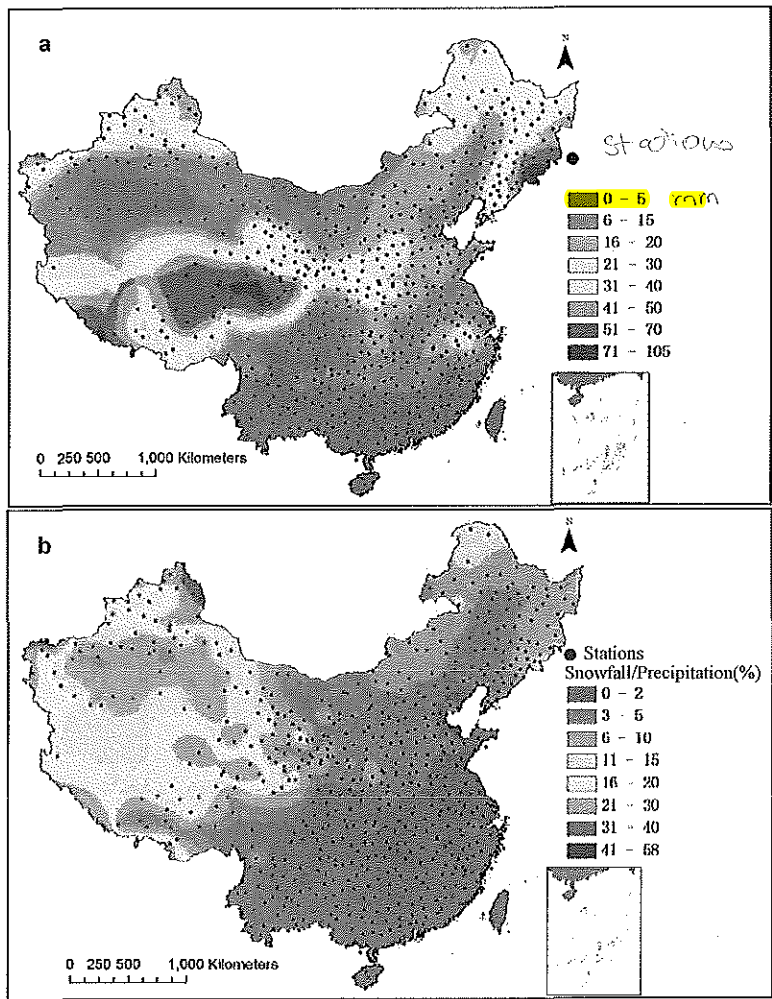 a
N
Stations
0 - 5 mm
6 - 15
16 - 20
21 - 30
31 - 40
41 - 50
51 - 70
71 - 105
0 250 500 1,000 Kilometers
b
N
Stations
Snowfall/Precipitation(%)
0 - 2
3 - 5
6 - 10
11 - 15
16 - 20
21 - 30
31 - 40
41 - 58
0 250 500 1,000 Kilometers